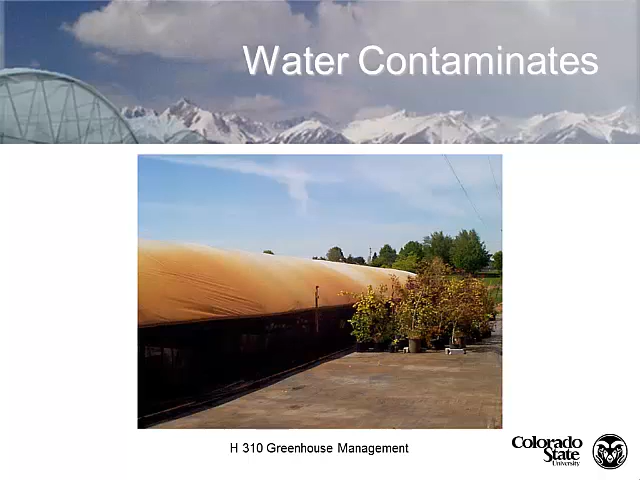 Water Contaminates
H 310 Greenhouse Management
Colorado
State
University